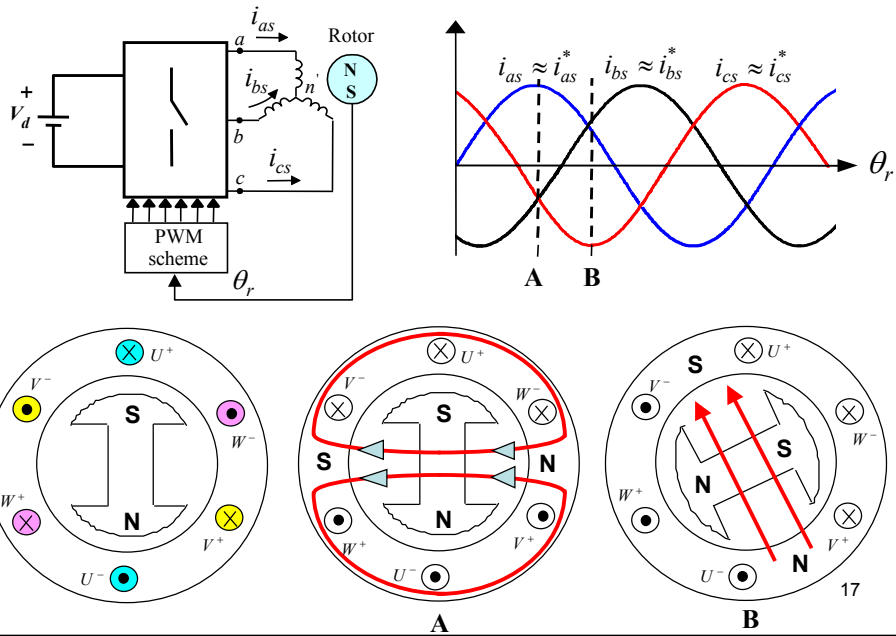 i_as
a
Rotor
N
S
i_bs
n'
+
V_d
−
b
c
i_cs
PWM
scheme
θ_r
i_as ≈ i*_as
i_bs ≈ i*_bs
i_cs ≈ i*_cs
θ_r
A
B
U⁺
V⁻
W⁻
S
N
W⁺
V⁺
U⁻
U⁺
V⁻
W⁻
S
S
N
N
W⁺
V⁺
U⁻
A
U⁺
S
V⁻
W⁻
S
N
W⁺
V⁺
U⁻
N
17
B